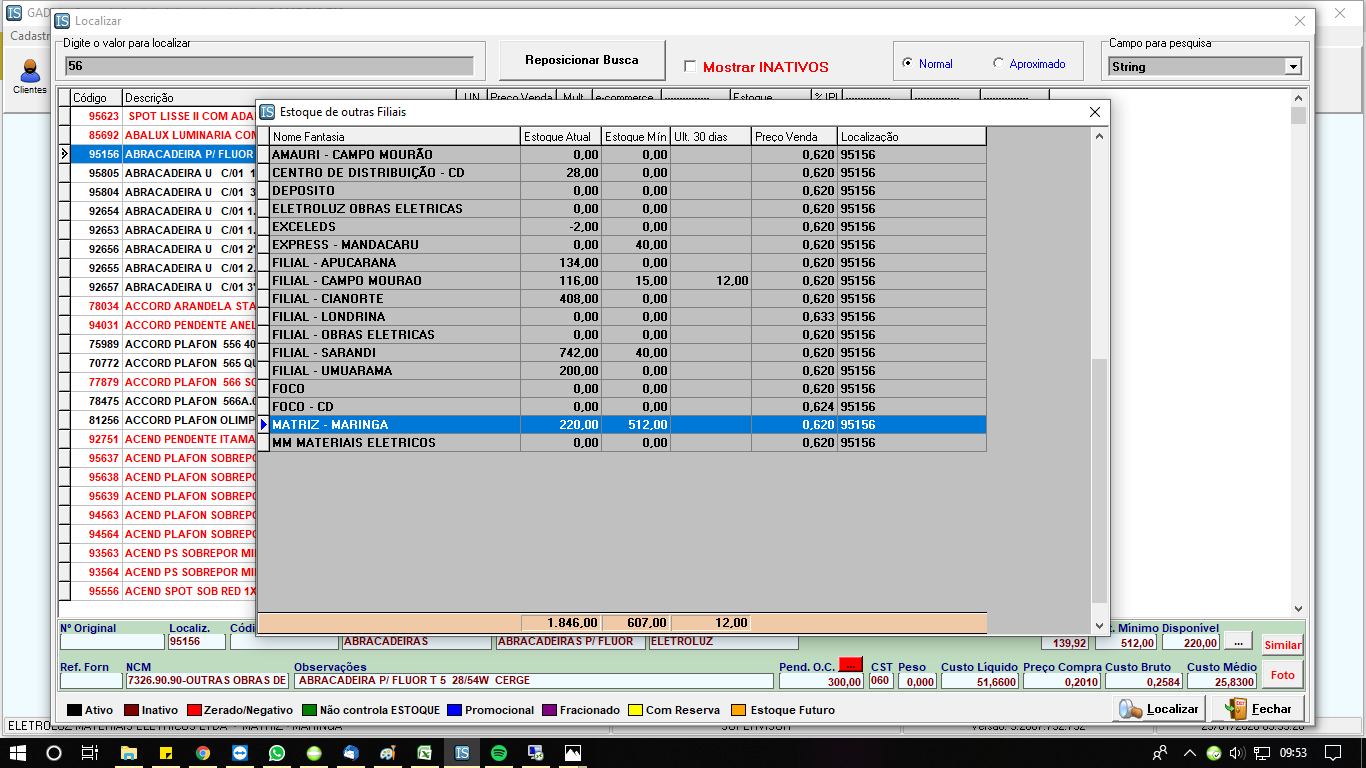 GAD
Localizar
Cadastr
Digite o valor para localizar
56
Reposicionar Busca
Mostrar INATIVOS
Normal
Aproximado
Campo para pesquisa
String
Clientes
Código Descrição UN Preço Venda Mult e-commerce -------------- Estoque % IPI -------------- -------------- --------------
95623 SPOT LISSE II COM ADA
85692 ABALUX LUMINARIA COM
95156 ABRACADEIRA P/ FLUOR
95805 ABRACADEIRA U C/01 1
95804 ABRACADEIRA U C/01 3
92654 ABRACADEIRA U C/01 1.
92653 ABRACADEIRA U C/01 1.
92656 ABRACADEIRA U C/01 2"
92655 ABRACADEIRA U C/01 2.
92657 ABRACADEIRA U C/01 3"
78034 ACCORD ARANDELA STA
94031 ACCORD PENDENTE ANEL
75989 ACCORD PLAFON 556 40
70772 ACCORD PLAFON 565 QU
77879 ACCORD PLAFON 566 SO
78475 ACCORD PLAFON 566A.0
81256 ACCORD PLAFON OLIMP
92751 ACEND PENDENTE ITAMA
95637 ACEND PLAFON SOBREPO
95638 ACEND PLAFON SOBREPO
95639 ACEND PLAFON SOBREPO
94563 ACEND PLAFON SOBREPO
94564 ACEND PLAFON SOBREPO
93563 ACEND PS SOBREPOR MI
93564 ACEND PS SOBREPOR MI
95556 ACEND SPOT SOB RED 1X
Estoque de outras Filiais
Nome Fantasia Estoque Atual Estoque Mín Ult. 30 dias Preço Venda Localização
AMAURI - CAMPO MOURÃO 0,00 0,00 0,620 95156
CENTRO DE DISTRIBUIÇÃO - CD 28,00 0,00 0,620 95156
DEPOSITO 0,00 0,00 0,620 95156
ELETROLUZ OBRAS ELETRICAS 0,00 0,00 0,620 95156
EXCELEDS -2,00 0,00 0,620 95156
EXPRESS - MANDACARU 0,00 40,00 0,620 95156
FILIAL - APUCARANA 134,00 0,00 0,620 95156
FILIAL - CAMPO MOURAO 116,00 15,00 12,00 0,620 95156
FILIAL - CIANORTE 408,00 0,00 0,620 95156
FILIAL - LONDRINA 0,00 0,00 0,633 95156
FILIAL - OBRAS ELETRICAS 0,00 0,00 0,620 95156
FILIAL - SARANDI 742,00 40,00 0,620 95156
FILIAL - UMUARAMA 200,00 0,00 0,620 95156
FOCO 0,00 0,00 0,620 95156
FOCO - CD 0,00 0,00 0,624 95156
MATRIZ - MARINGA 220,00 512,00 0,620 95156
MM MATERIAIS ELETRICOS 0,00 0,00 0,620 95156
1.846,00 607,00 12,00
Nº Original Localiz. Códi t. Mínimo Disponível
95156 ABRACADEIRAS ABRACADEIRAS P/ FLUOR ELETROLUZ 139,92 512,00 220,00 ... Similar
Ref. Forn NCM Observações Pend. O.C. ... CST Peso Custo Líquido Preço Compra Custo Bruto Custo Médio
7326.90.90-OUTRAS OBRAS DE ABRACADEIRA P/ FLUOR T 5 28/54W CERGE 300,00 060 0,000 51,6600 0,2010 0,2584 25,8300 Foto
Ativo Inativo Zerado/Negativo Não controla ESTOQUE Promocional Fracionado Com Reserva Estoque Futuro
Localizar
Fechar
ELETROLUZ MATERIAIS ELETRICOS LTDA - MATRIZ - MARINGA
09:53